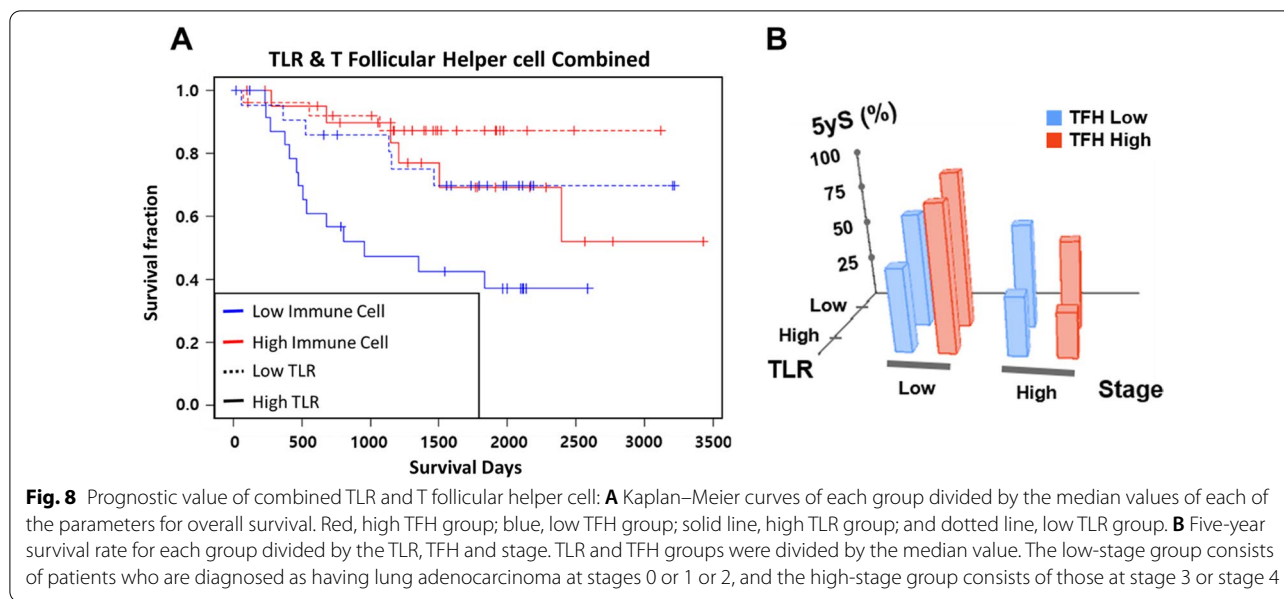 A
TLR & T Follicular Helper cell Combined
1.0
0.8
0.6
0.4
0.2
0.0
Survival fraction
Low Immune Cell
High Immune Cell
Low TLR
High TLR
0 500 1000 1500 2000 2500 3000 3500
Survival Days
B
5yS (%)
100
75
50
25
TFH Low
TFH High
Low
High
TLR
Low
High
Stage
Fig. 8 Prognostic value of combined TLR and T follicular helper cell: A Kaplan–Meier curves of each group divided by the median values of each of
the parameters for overall survival. Red, high TFH group; blue, low TFH group; solid line, high TLR group; and dotted line, low TLR group. B Five-year
survival rate for each group divided by the TLR, TFH and stage. TLR and TFH groups were divided by the median value. The low-stage group consists
of patients who are diagnosed as having lung adenocarcinoma at stages 0 or 1 or 2, and the high-stage group consists of those at stage 3 or stage 4